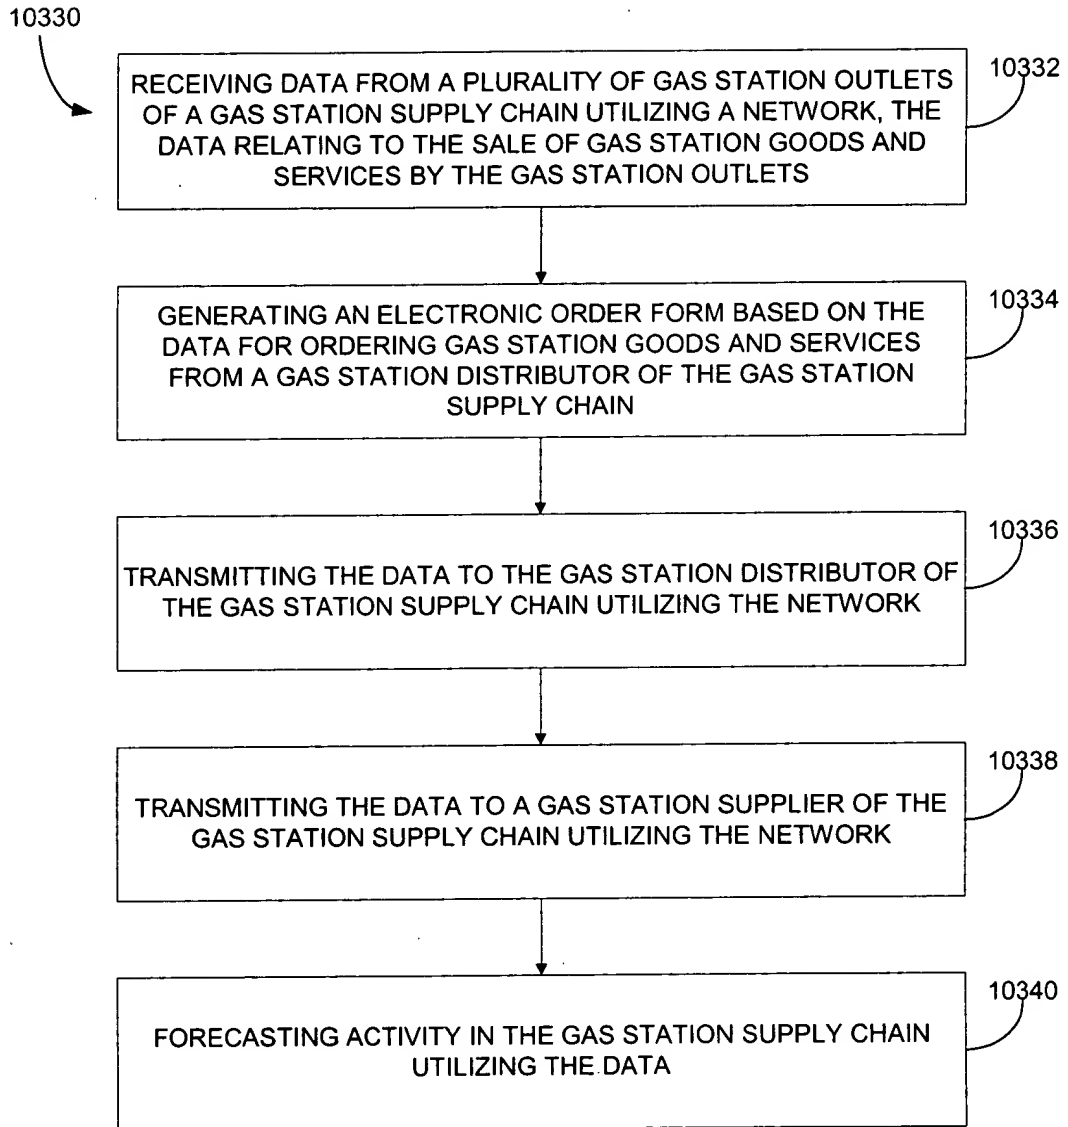 10330
10332
RECEIVING DATA FROM A PLURALITY OF GAS STATION OUTLETS
OF A GAS STATION SUPPLY CHAIN UTILIZING A NETWORK, THE
DATA RELATING TO THE SALE OF GAS STATION GOODS AND
SERVICES BY THE GAS STATION OUTLETS
10334
GENERATING AN ELECTRONIC ORDER FORM BASED ON THE
DATA FOR ORDERING GAS STATION GOODS AND SERVICES
FROM A GAS STATION DISTRIBUTOR OF THE GAS STATION
SUPPLY CHAIN
10336
TRANSMITTING THE DATA TO THE GAS STATION DISTRIBUTOR OF
THE GAS STATION SUPPLY CHAIN UTILIZING THE NETWORK
10338
TRANSMITTING THE DATA TO A GAS STATION SUPPLIER OF THE
GAS STATION SUPPLY CHAIN UTILIZING THE NETWORK
10340
FORECASTING ACTIVITY IN THE GAS STATION SUPPLY CHAIN
UTILIZING THE DATA